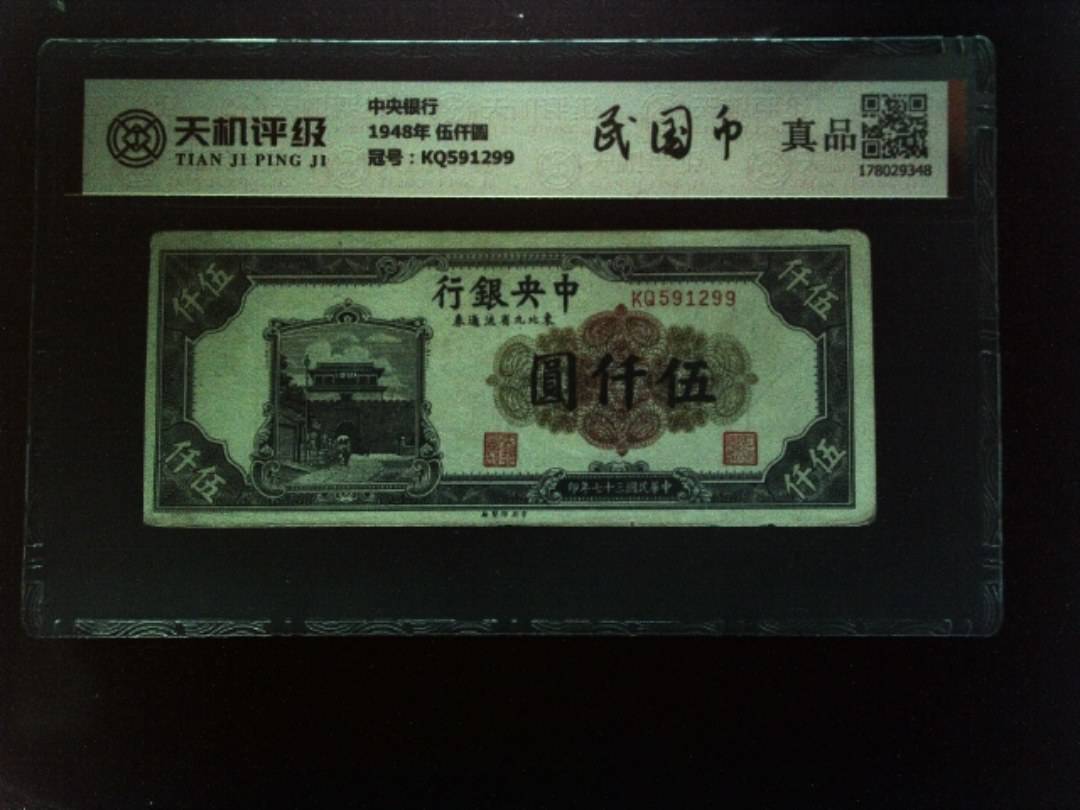 天机评级
TIAN JI PING JI
中央银行
1948年 伍仟圓
冠号：KQ591299
民国币
真品
178029348
仟伍
仟伍
行銀央中
KQ591299
券通流省九北東
圓仟伍
仟伍
仟伍
印年七十三國民華中